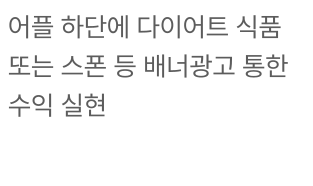 어플 하단에 다이어트 식품
또는 스폰 등 배너광고 통한
수익 실현